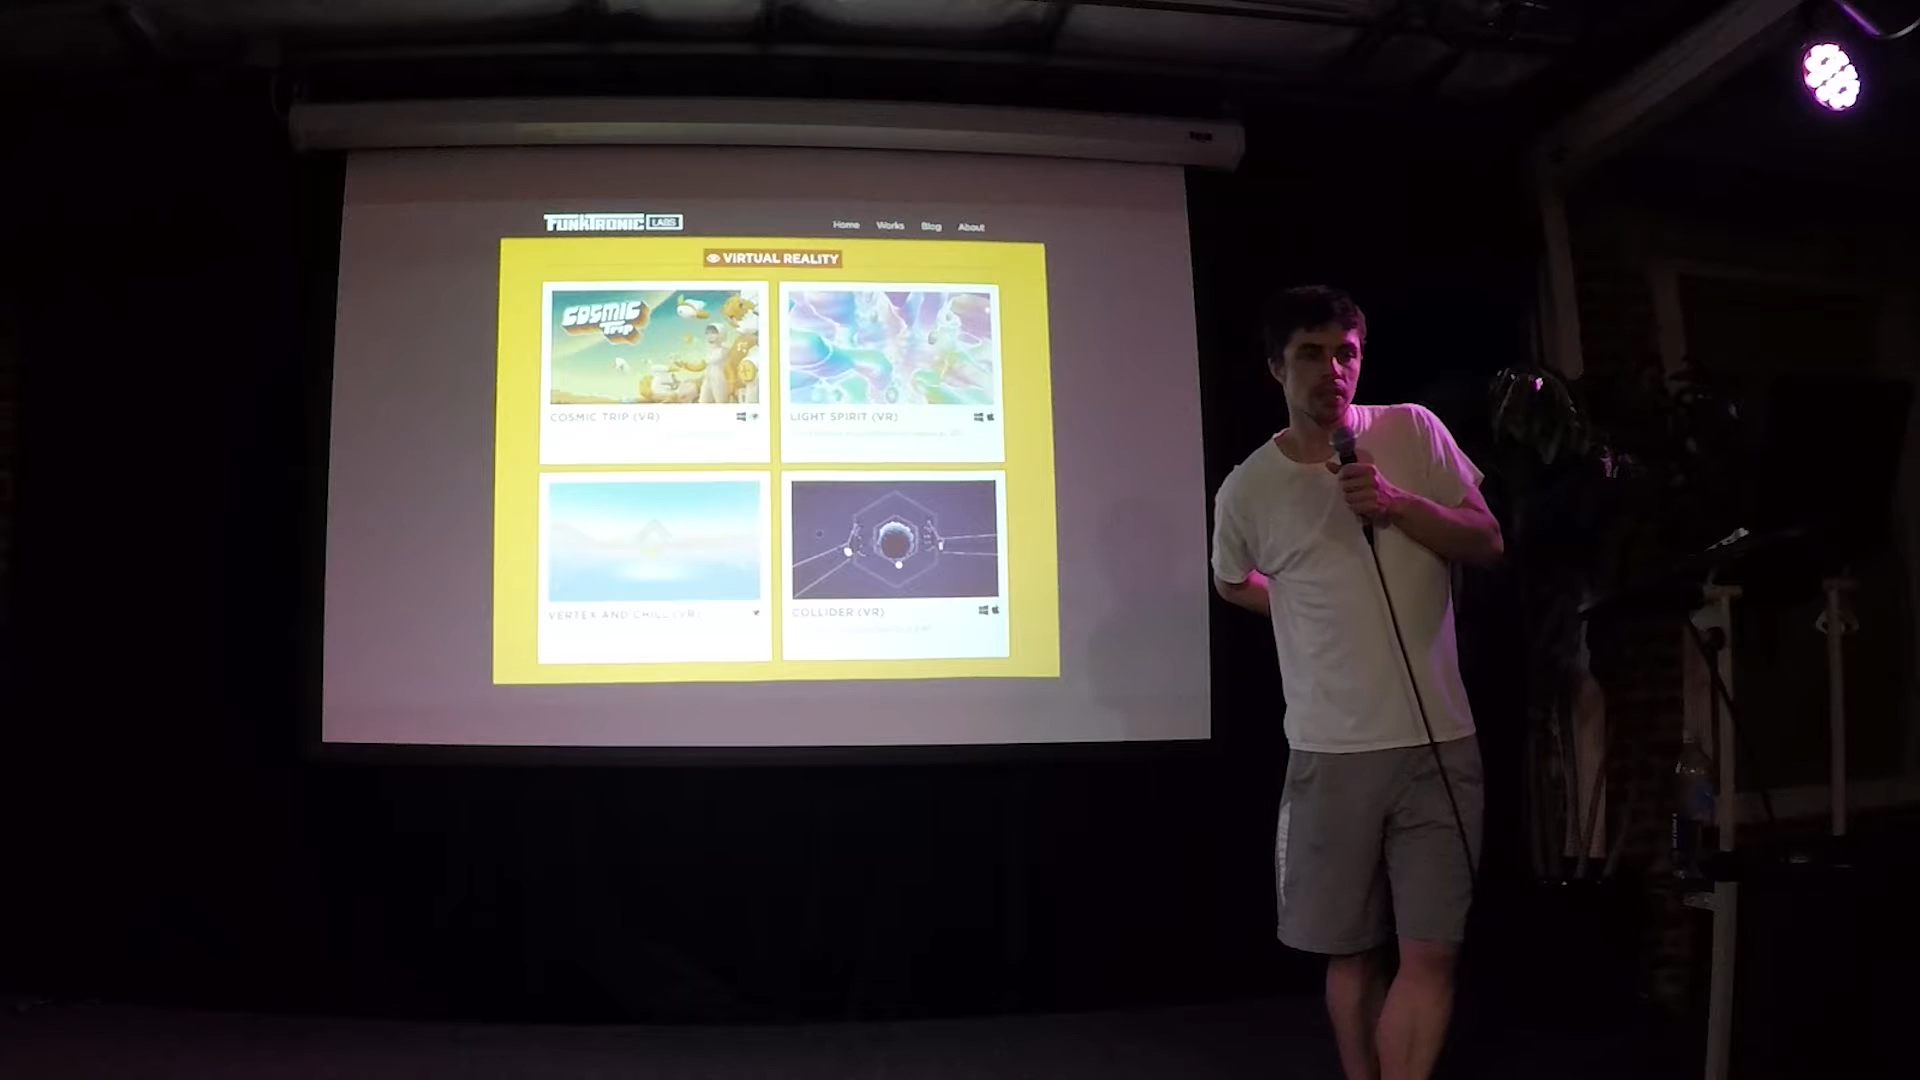 FUNKTRONIC LABS
Home Works Blog About
VIRTUAL REALITY
COSMIC Trip
COSMIC TRIP (VR)
LIGHT SPIRIT (VR)
VERTEX AND CHILL (VR)
COLLIDER (VR)